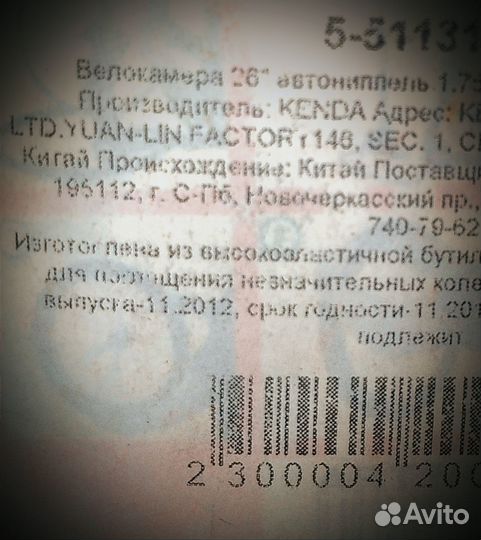 5-51131
Велокамера 26" автониппель 1.75
Производитель: KENDA Адрес: K
LTD.YUAN-LIN FACTORY 146, SEC. 1, C
Китай Происхождение: Китай Поставщ
195112, г. С-Пб, Новочеркасский пр.,
740-79-62
Изготовлена из высокоэластичной бутил
для поглощения незначительных коле
выпуска-11.2012, срок годности-11.201
подлежит
2 300004 200
Avito